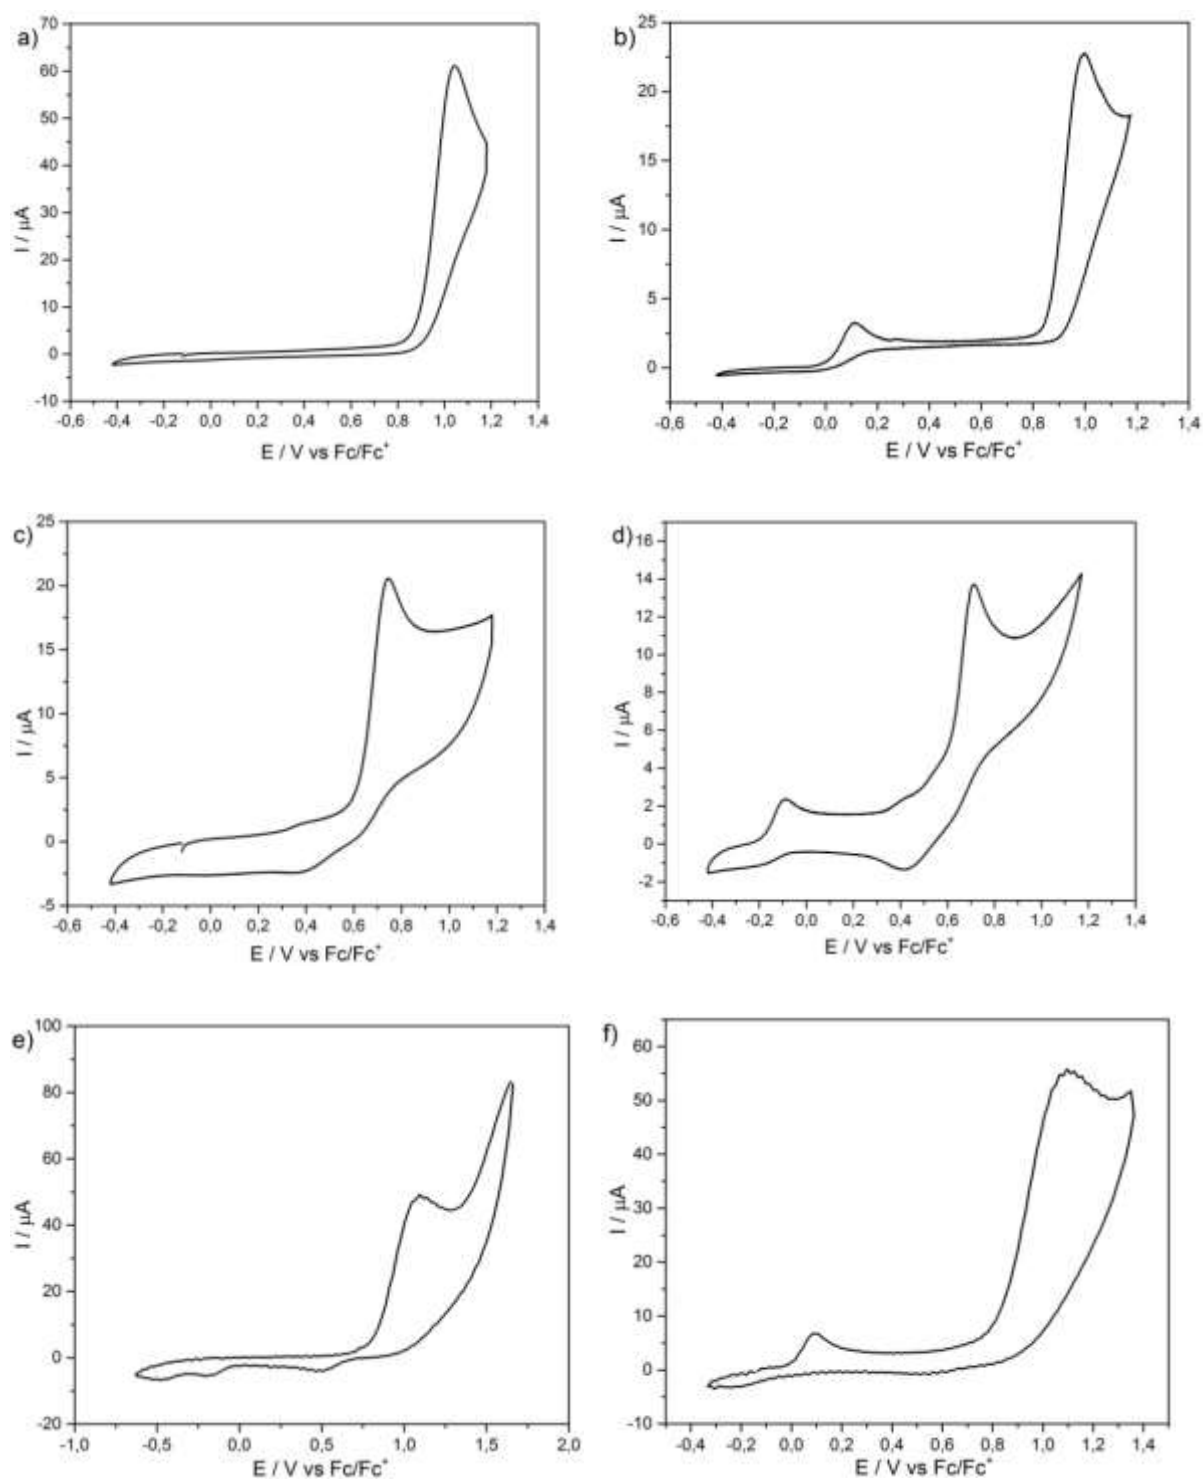 a)
70
60
50
40
30
20
10
0
-10
I / µA
-0,6 -0,4 -0,2 0,0 0,2 0,4 0,6 0,8 1,0 1,2 1,4
E / V vs Fc/Fc⁺
b)
25
20
15
10
5
0
I / µA
-0,6 -0,4 -0,2 0,0 0,2 0,4 0,6 0,8 1,0 1,2 1,4
E / V vs Fc/Fc⁺
c)
25
20
15
10
5
0
-5
I / µA
-0,6 -0,4 -0,2 0,0 0,2 0,4 0,6 0,8 1,0 1,2 1,4
E / V vs Fc/Fc⁺
d)
16
14
12
10
8
6
4
2
0
-2
I / µA
-0,6 -0,4 -0,2 0,0 0,2 0,4 0,6 0,8 1,0 1,2 1,4
E / V vs Fc/Fc⁺
e)
100
80
60
40
20
0
-20
I / µA
-1,0 -0,5 0,0 0,5 1,0 1,5 2,0
E / V vs Fc/Fc⁺
f)
60
50
40
30
20
10
0
-10
I / µA
-0,4 -0,2 0,0 0,2 0,4 0,6 0,8 1,0 1,2 1,4
E / V vs Fc/Fc⁺